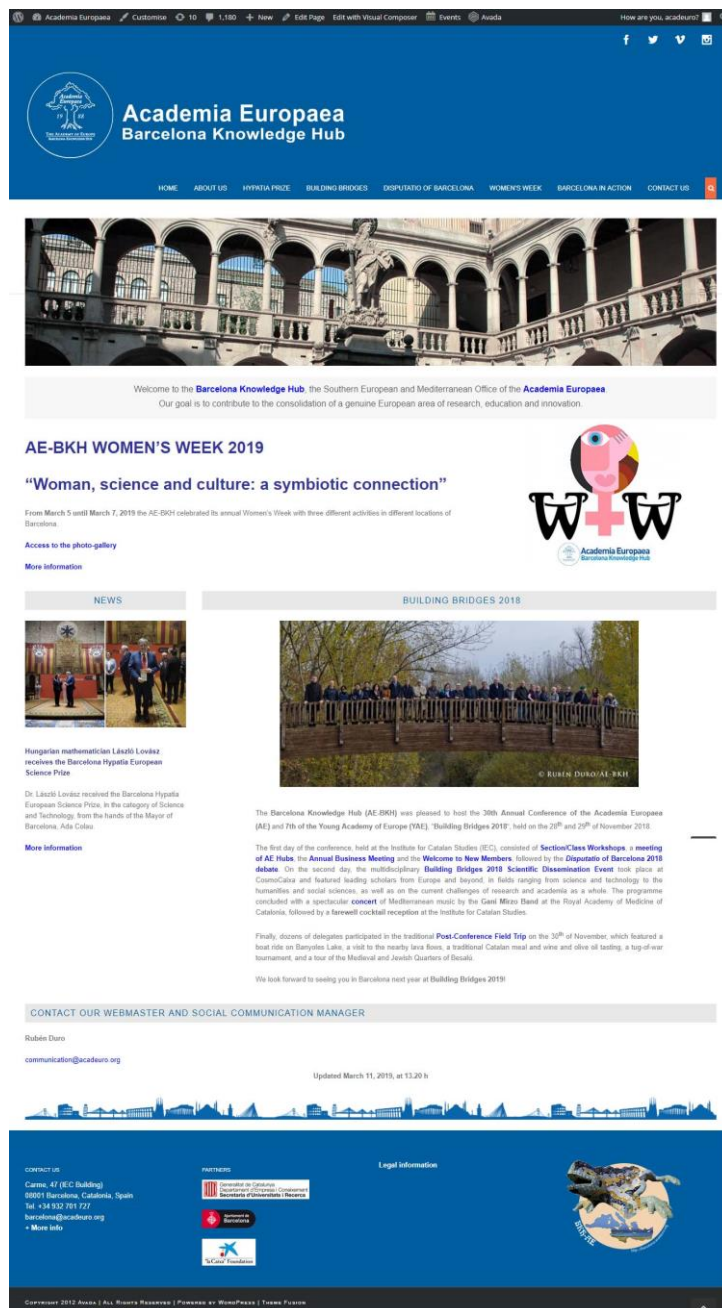 Academia Europaea Customise 10 1,180 + New Edit Page Edit with Visual Composer Events Avada How are you, acadeuro?
Academia
Europaea
19 88
THE ACADEMY OF EUROPE
BARCELONA KNOWLEDGE HUB
Academia Europaea
Barcelona Knowledge Hub
HOME ABOUT US HYPATIA PRIZE BUILDING BRIDGES DISPUTATIO OF BARCELONA WOMEN'S WEEK BARCELONA IN ACTION CONTACT US
Welcome to the Barcelona Knowledge Hub, the Southern European and Mediterranean Office of the Academia Europaea.
Our goal is to contribute to the consolidation of a genuine European area of research, education and innovation.
AE-BKH WOMEN'S WEEK 2019
“Woman, science and culture: a symbiotic connection”
From March 5 until March 7, 2019 the AE-BKH celebrated its annual Women's Week with three different activities in different locations of
Barcelona.
Access to the photo-gallery
More information
W W
Academia Europaea
Barcelona Knowledge Hub
NEWS
Hungarian mathematician László Lovász
receives the Barcelona Hypatia European
Science Prize
Dr. László Lovász received the Barcelona Hypatia
European Science Prize, in the category of Science
and Technology, from the hands of the Mayor of
Barcelona, Ada Colau.
More information
BUILDING BRIDGES 2018
© RUBÉN DURO/AE-BKH
The Barcelona Knowledge Hub (AE-BKH) was pleased to host the 30th Annual Conference of the Academia Europaea
(AE) and 7th of the Young Academy of Europe (YAE), "Building Bridges 2018", held on the 28th and 29th of November 2018.
The first day of the conference, held at the Institute for Catalan Studies (IEC), consisted of Section/Class Workshops, a meeting
of AE Hubs, the Annual Business Meeting and the Welcome to New Members, followed by the Disputatio of Barcelona 2018
debate. On the second day, the multidisciplinary Building Bridges 2018 Scientific Dissemination Event took place at
CosmoCaixa and featured leading scholars from Europe and beyond, in fields ranging from science and technology to the
humanities and social sciences, as well as on the current challenges of research and academia as a whole. The programme
concluded with a spectacular concert of Mediterranean music by the Gani Mirzo Band at the Royal Academy of Medicine of
Catalonia, followed by a farewell cocktail reception at the Institute for Catalan Studies.
Finally, dozens of delegates participated in the traditional Post-Conference Field Trip on the 30th of November, which featured a
boat ride on Banyoles Lake, a visit to the nearby lava flows, a traditional Catalan meal and wine and olive oil tasting, a tug-of-war
tournament, and a tour of the Medieval and Jewish Quarters of Besalú.
We look forward to seeing you in Barcelona next year at Building Bridges 2019!
CONTACT OUR WEBMASTER AND SOCIAL COMMUNICATION MANAGER
Rubén Duro
communication@acadeuro.org
Updated March 11, 2019, at 13.20 h
CONTACT US
Carme, 47 (IEC Building)
08001 Barcelona, Catalonia, Spain
Tel. +34 932 701 727
barcelona@acadeuro.org
+ More info
PARTNERS
Generalitat de Catalunya
Departament d'Empresa i Coneixement
Secretaria d'Universitats i Recerca
Ajuntament de
Barcelona
"la Caixa" Foundation
Legal information
BKH-AE
COPYRIGHT 2012 AVADA | ALL RIGHTS RESERVED | POWERED BY WORDPRESS | THEME FUSION